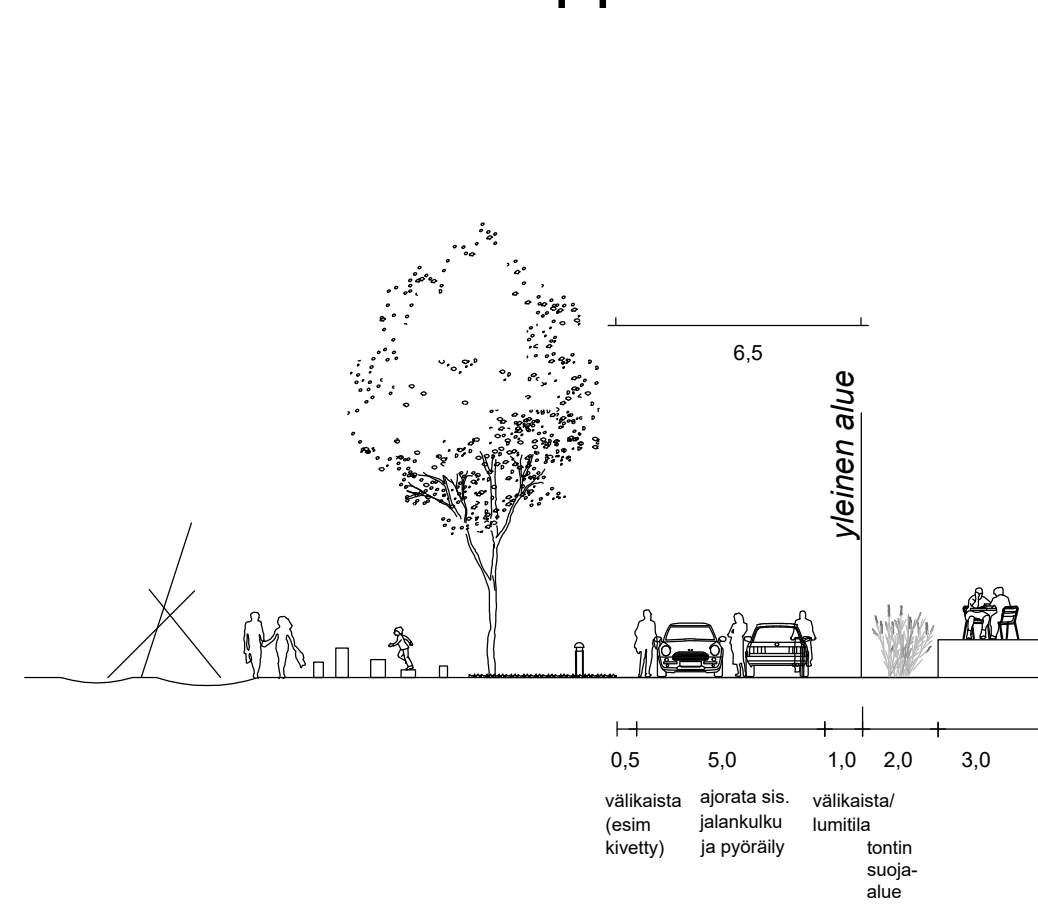 6,5
yleinen alue
0,5 5,0 1,0 2,0 3,0
välikaista
(esim
kivetty)
ajorata sis.
jalankulku
ja pyöräily
välikaista/
lumitila
tontin
suoja-
alue